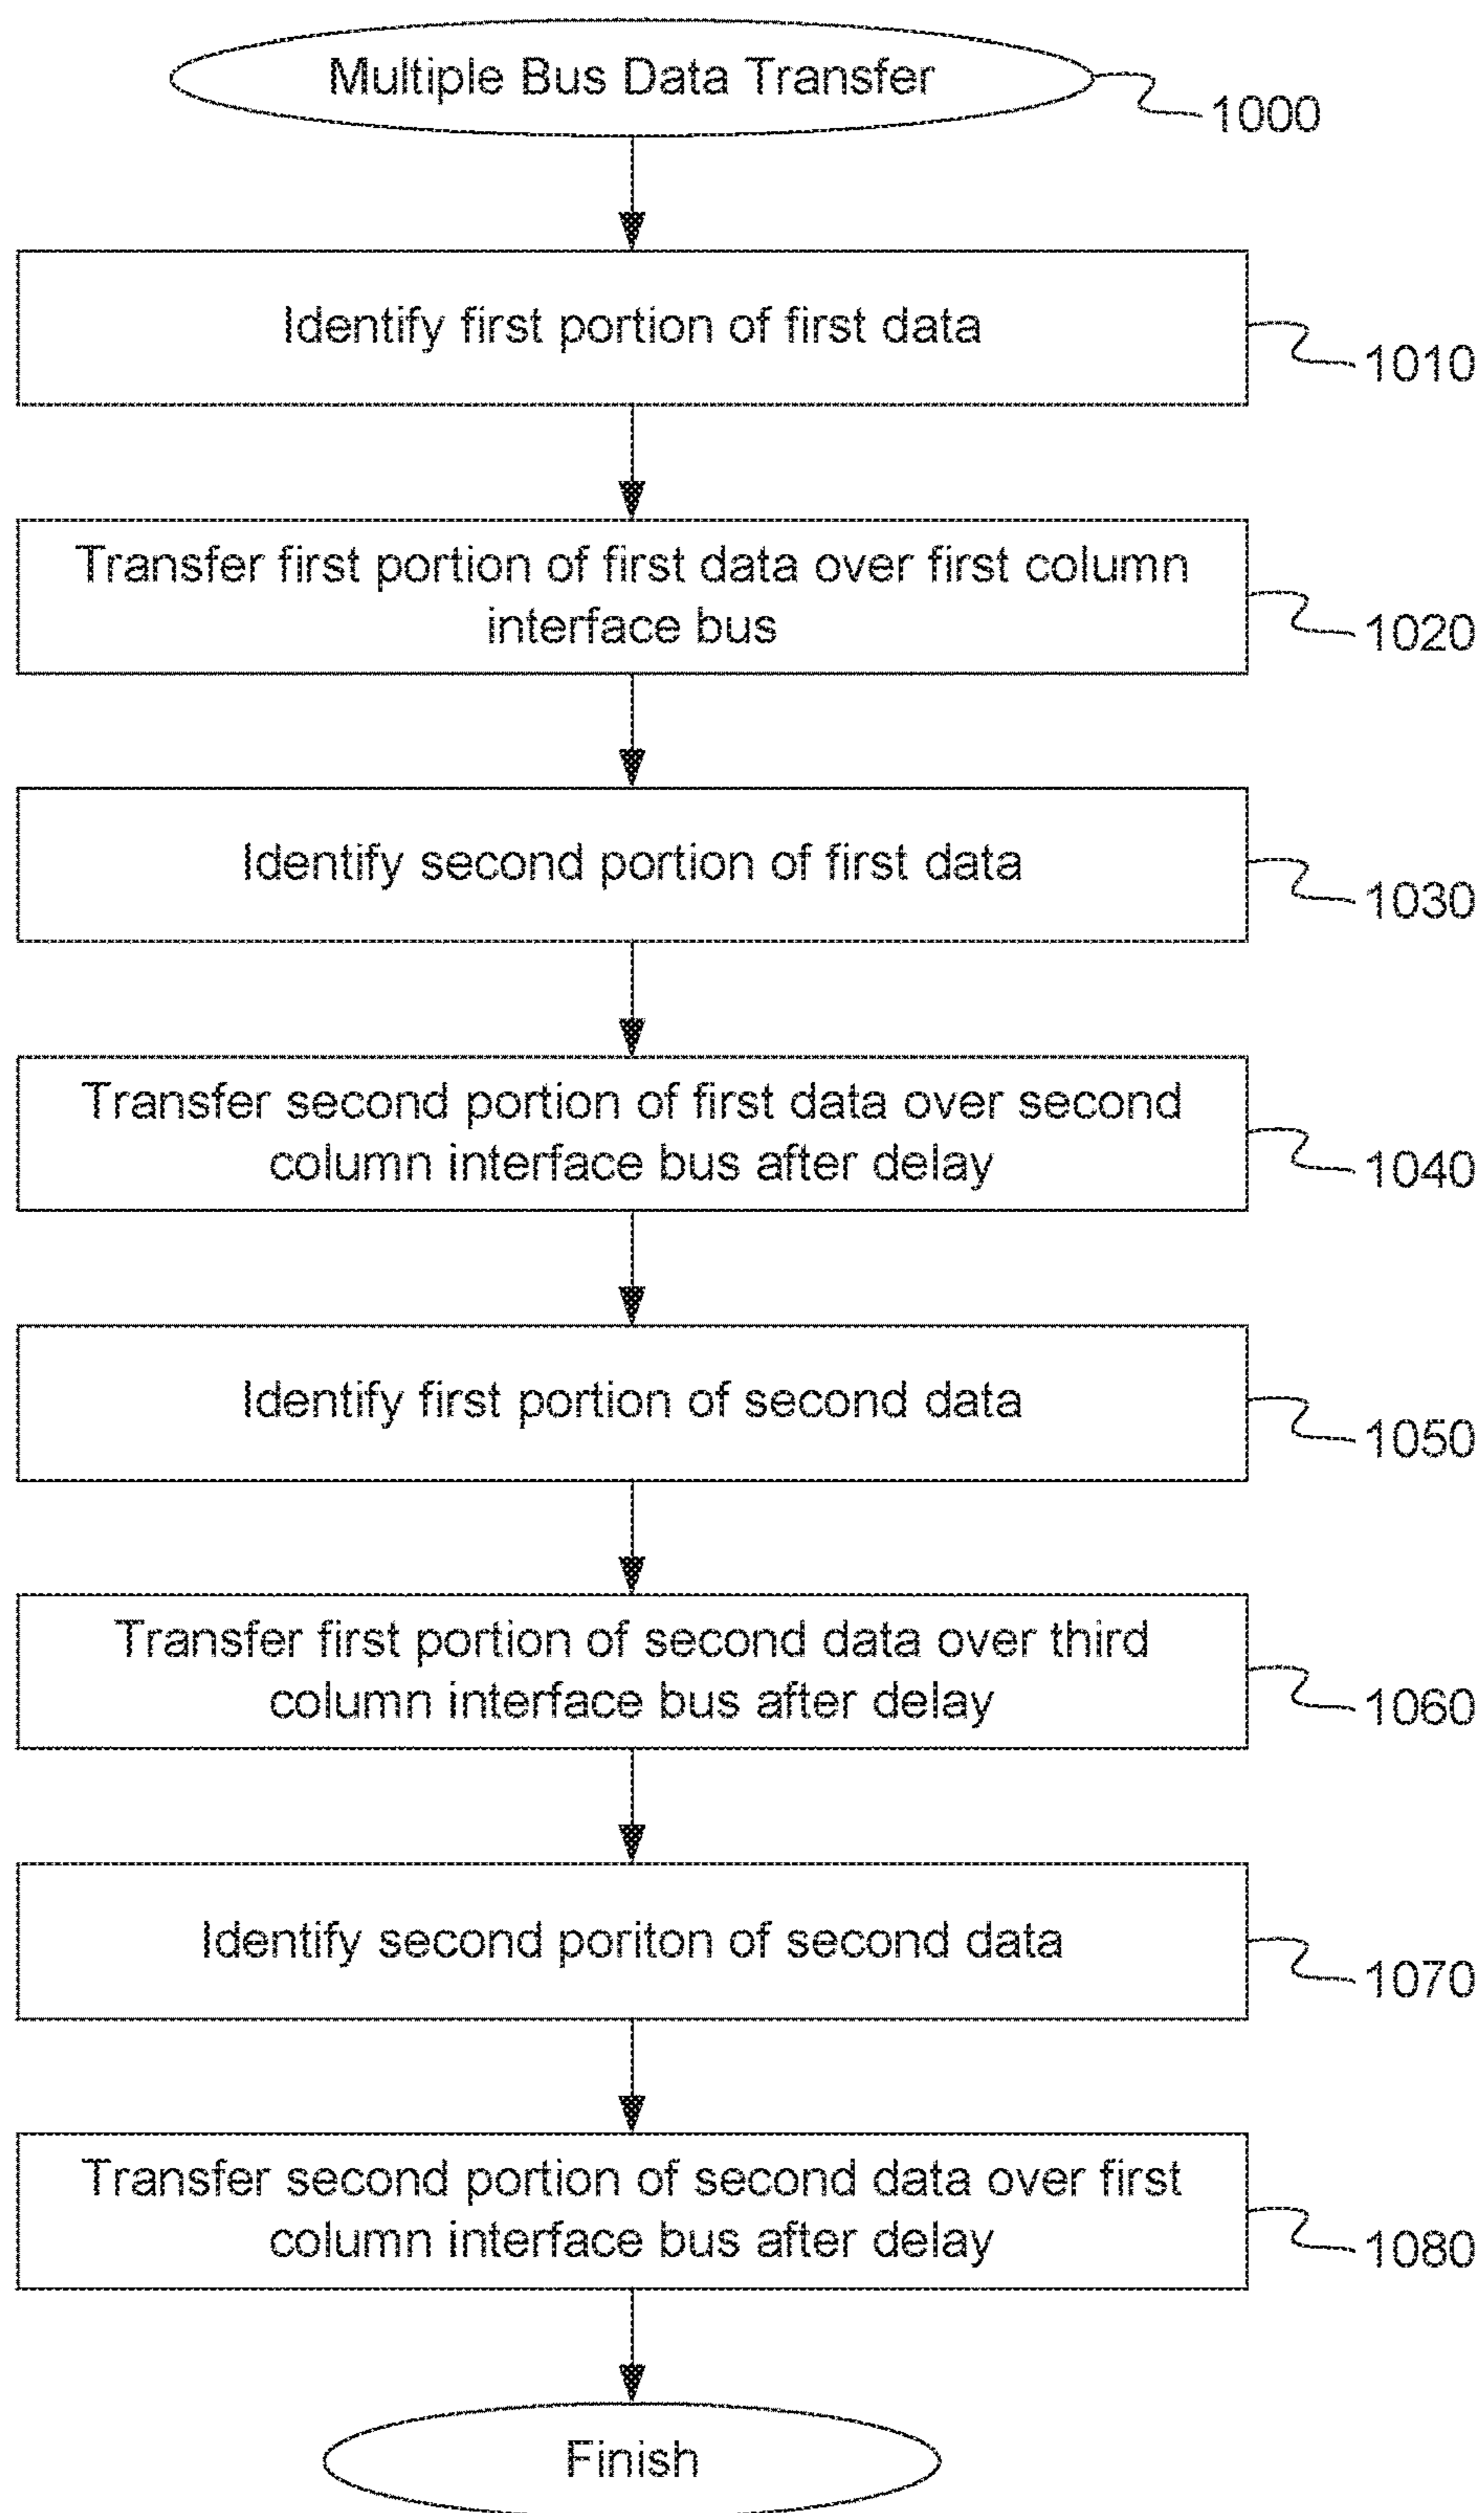 Multiple Bus Data Transfer
1000
Identify first portion of first data
1010
Transfer first portion of first data over first column
interface bus
1020
Identify second portion of first data
1030
Transfer second portion of first data over second
column interface bus after delay
1040
Identify first portion of second data
1050
Transfer first portion of second data over third
column interface bus after delay
1060
Identify second poriton of second data
1070
Transfer second portion of second data over first
column interface bus after delay
1080
Finish